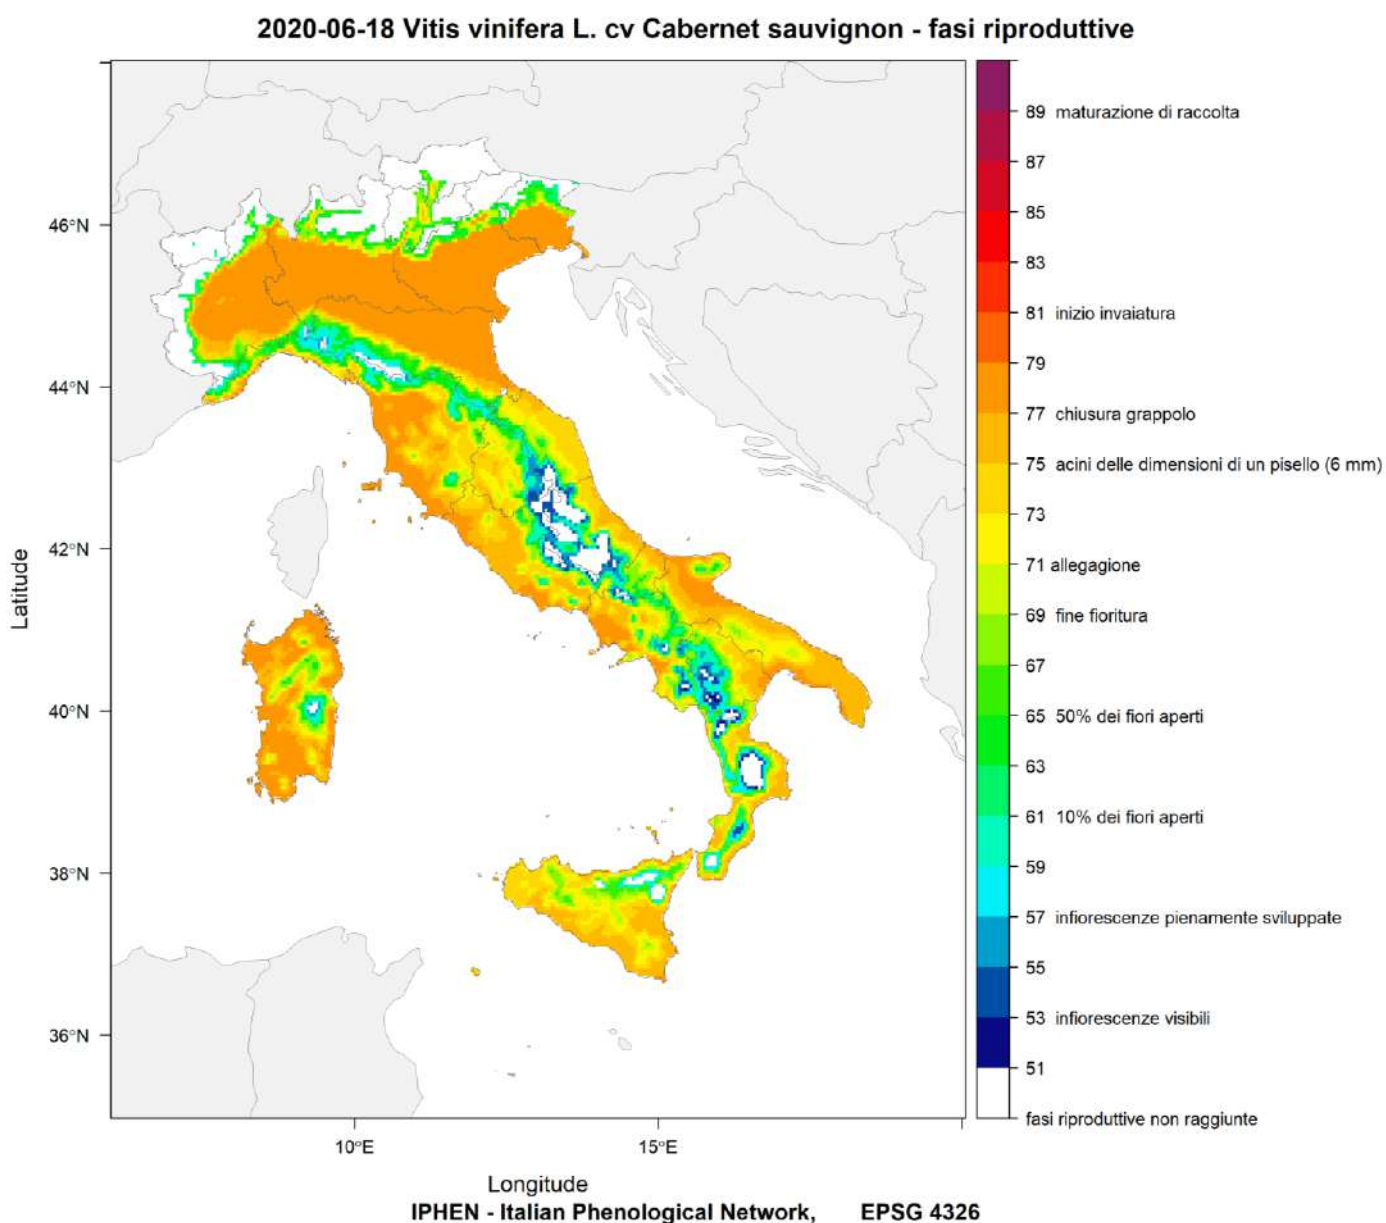 2020-06-18 Vitis vinifera L. cv Cabernet sauvignon - fasi riproduttive
89 maturazione di raccolta
87
85
83
81 inizio invaiatura
79
77 chiusura grappolo
75 acini delle dimensioni di un pisello (6 mm)
73
71 allegagione
69 fine fioritura
67
65 50% dei fiori aperti
63
61 10% dei fiori aperti
59
57 infiorescenze pienamente sviluppate
55
53 infiorescenze visibili
51
fasi riproduttive non raggiunte
46°N
44°N
42°N
40°N
38°N
36°N
Latitude
10°E 15°E
Longitude
IPHEN - Italian Phenological Network, EPSG 4326